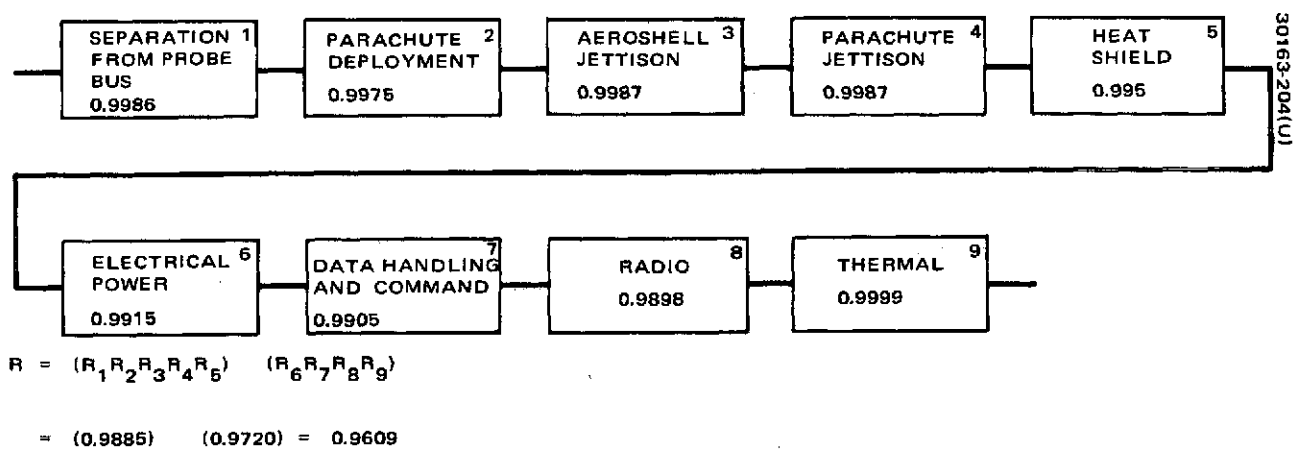 SEPARATION 1
FROM PROBE
BUS
0.9986
PARACHUTE 2
DEPLOYMENT
0.9975
AEROSHELL 3
JETTISON
0.9987
PARACHUTE 4
JETTISON
0.9987
HEAT 5
SHIELD
0.995
30163-204(U)
ELECTRICAL 6
POWER
0.9915
7
DATA HANDLING
AND COMMAND
0.9905
RADIO 8
0.9898
THERMAL 9
0.9999
R = (R₁R₂R₃R₄R₅) (R₆R₇R₈R₉)
= (0.9885) (0.9720) = 0.9609